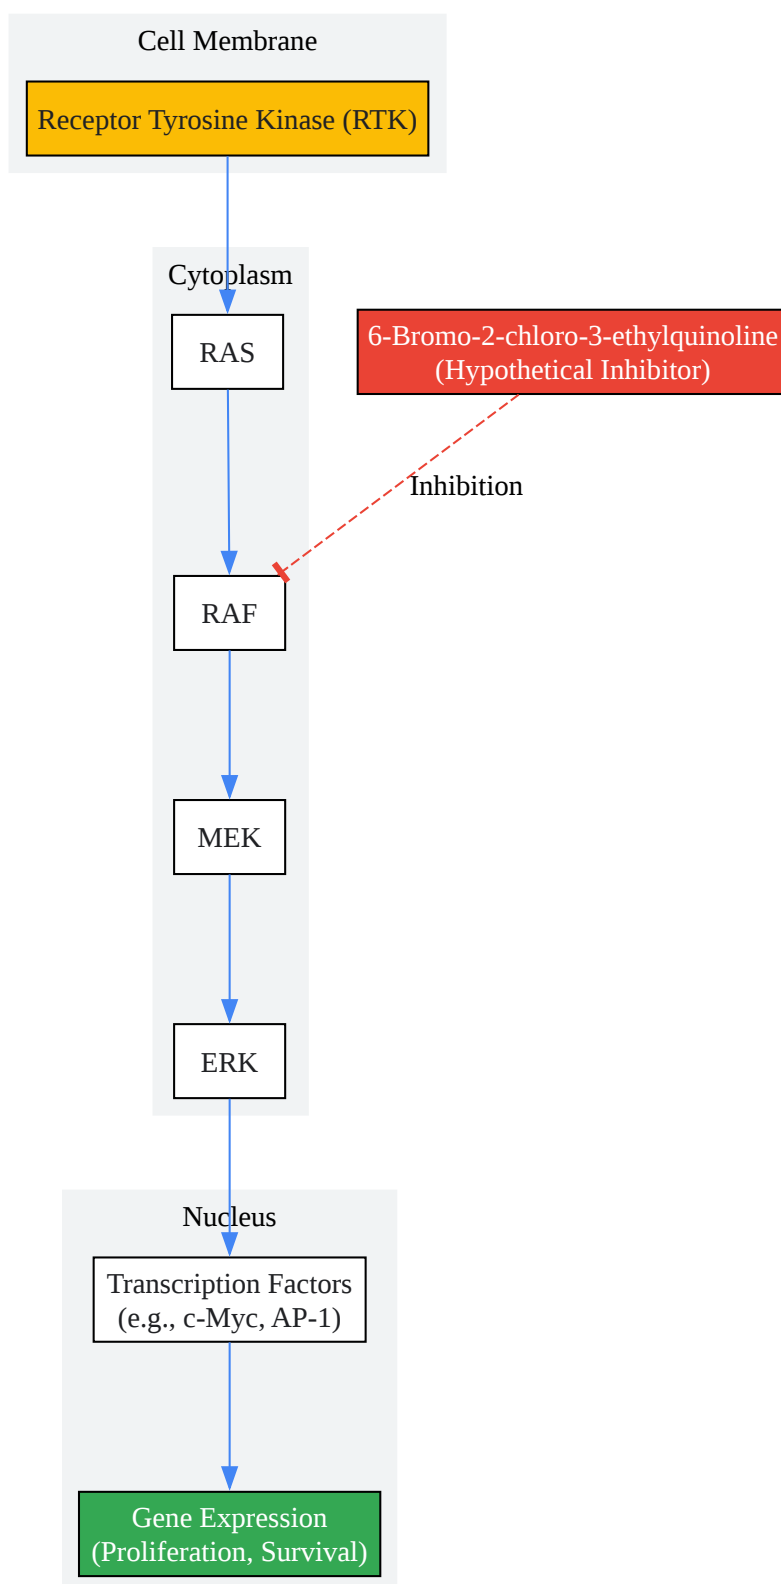 Cell Membrane
Receptor Tyrosine Kinase (RTK)
Cytoplasm
RAS
6-Bromo-2-chloro-3-ethylquinoline
(Hypothetical Inhibitor)
Inhibition
RAF
MEK
ERK
Nucleus
Transcription Factors
(e.g., c-Myc, AP-1)
Gene Expression
(Proliferation, Survival)